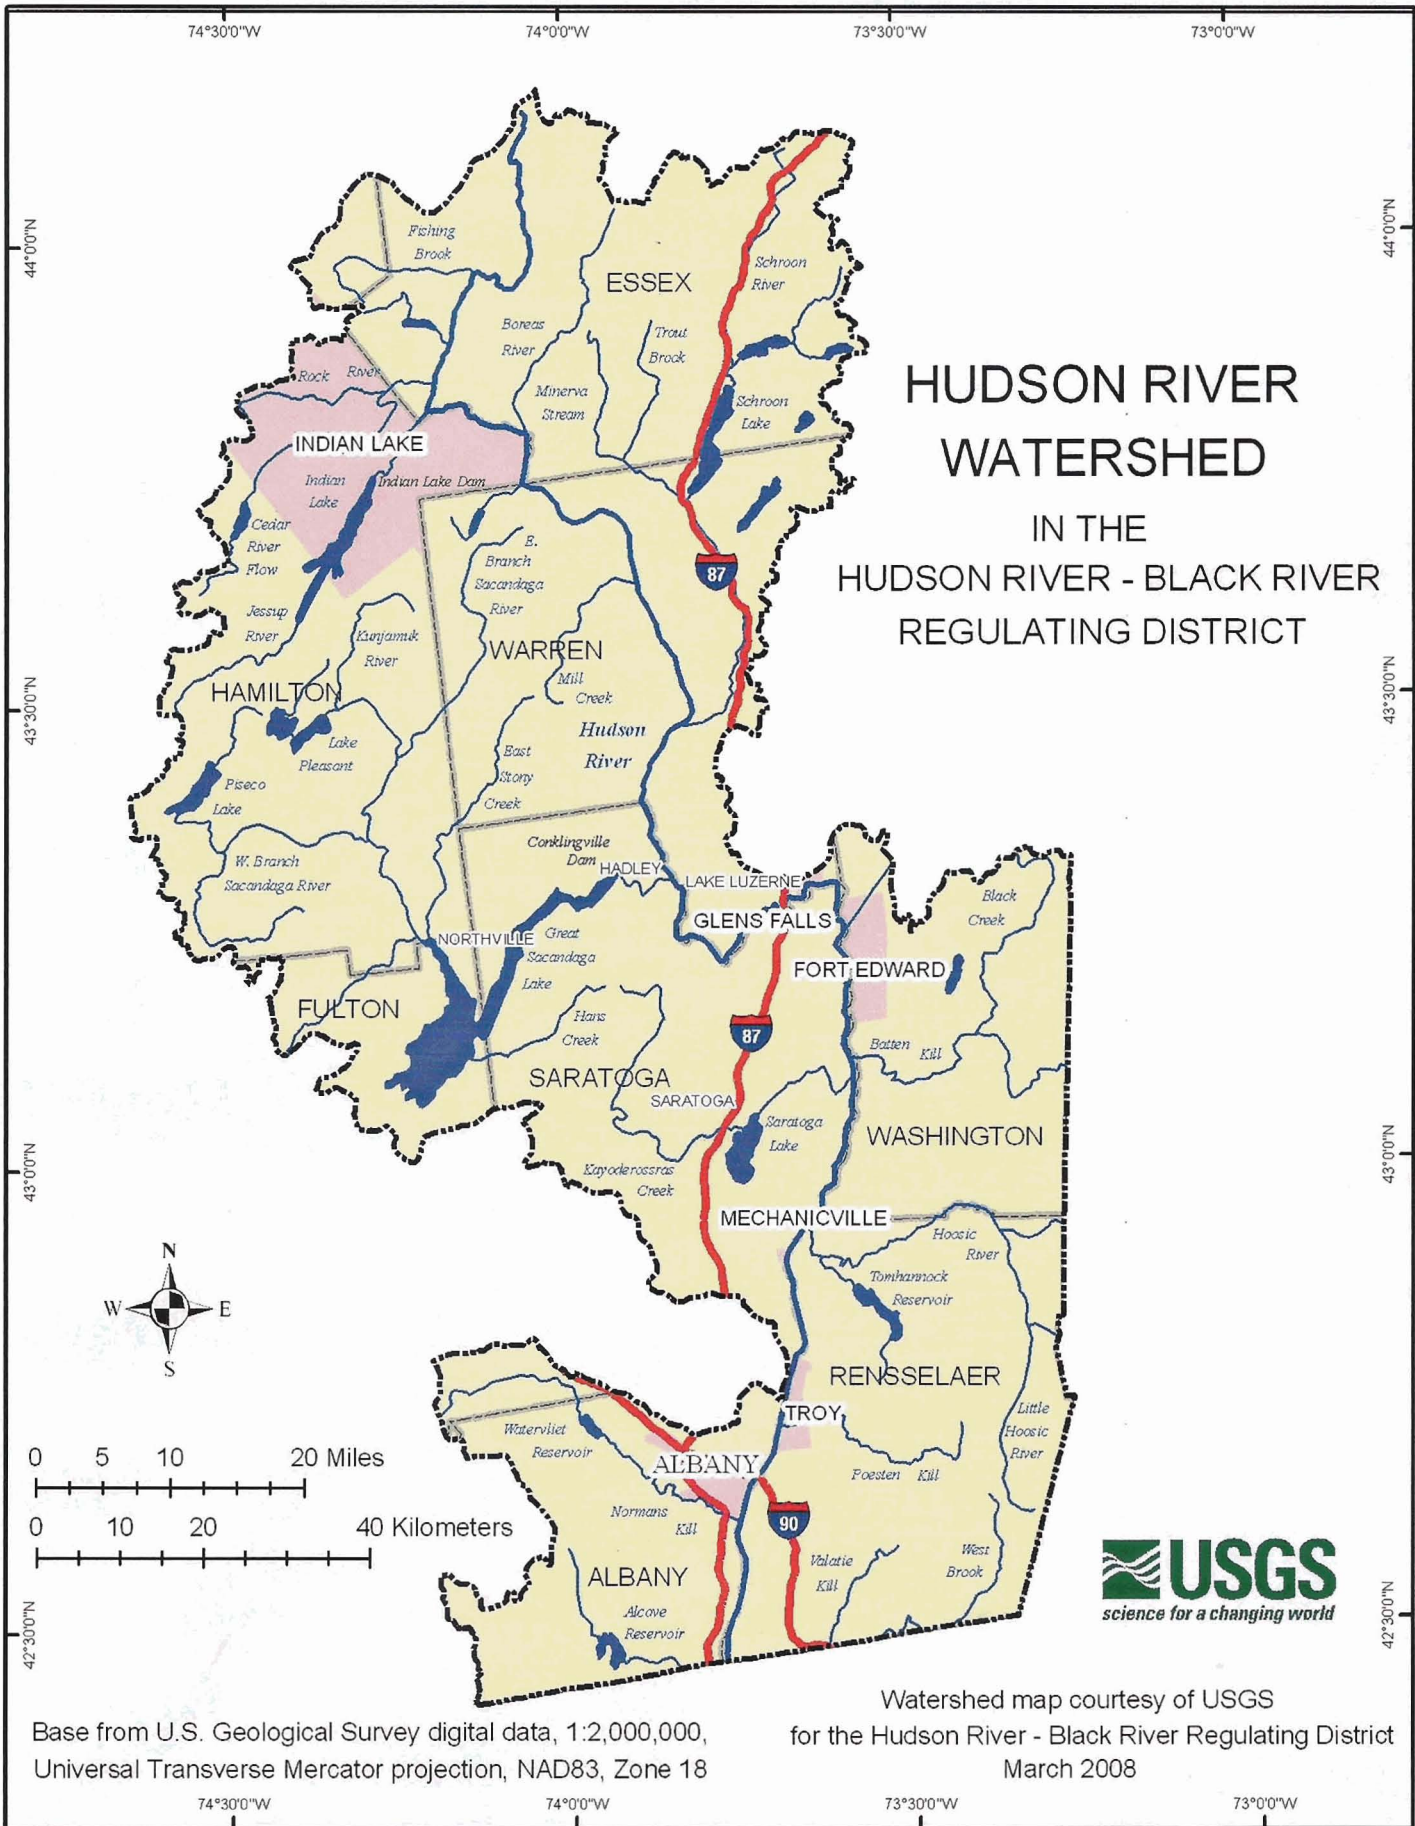 74°30'0"W
74°0'0"W
73°30'0"W
73°0'0"W
44°0'0"N
44°0'0"N
43°30'0"N
43°30'0"N
43°0'0"N
43°0'0"N
42°30'0"N
42°30'0"N
HUDSON RIVER
WATERSHED
IN THE
HUDSON RIVER - BLACK RIVER
REGULATING DISTRICT
Fishing
Brook
ESSEX
Schroon
River
Boreas
River
Trout
Brook
Rock River
Minerva
Stream
Schroon
Lake
INDIAN LAKE
Indian
Lake
Indian Lake Dam
Cedar
River
Flow
E.
Branch
Sacandaga
River
87
Jessup
River
Kunjamuk
River
WARREN
Mill
Creek
HAMILTON
Hudson
River
Lake
Pleasant
East
Stony
Creek
Piseco
Lake
W. Branch
Sacandaga River
Conklingville
Dam
HADLEY
LAKE LUZERNE
Black
Creek
GLENS FALLS
NORTHVILLE
Great
Sacandaga
Lake
FORT EDWARD
FULTON
Hans
Creek
87
Batten Kill
SARATOGA
SARATOGA
Saratoga
Lake
WASHINGTON
Kayoderossras
Creek
MECHANICVILLE
Hoosic
River
Tomhannock
Reservoir
N
W
E
S
RENSSELAER
TROY
Little
Hoosic
River
Watervliet
Reservoir
ALBANY
Poesten Kill
0 5 10 20 Miles
0 10 20 40 Kilometers
Normans
Kill
90
ALBANY
Valatie
Kill
West
Brook
Alcove
Reservoir
USGS
science for a changing world
Base from U.S. Geological Survey digital data, 1:2,000,000,
Universal Transverse Mercator projection, NAD83, Zone 18
Watershed map courtesy of USGS
for the Hudson River - Black River Regulating District
March 2008
74°30'0"W
74°0'0"W
73°30'0"W
73°0'0"W